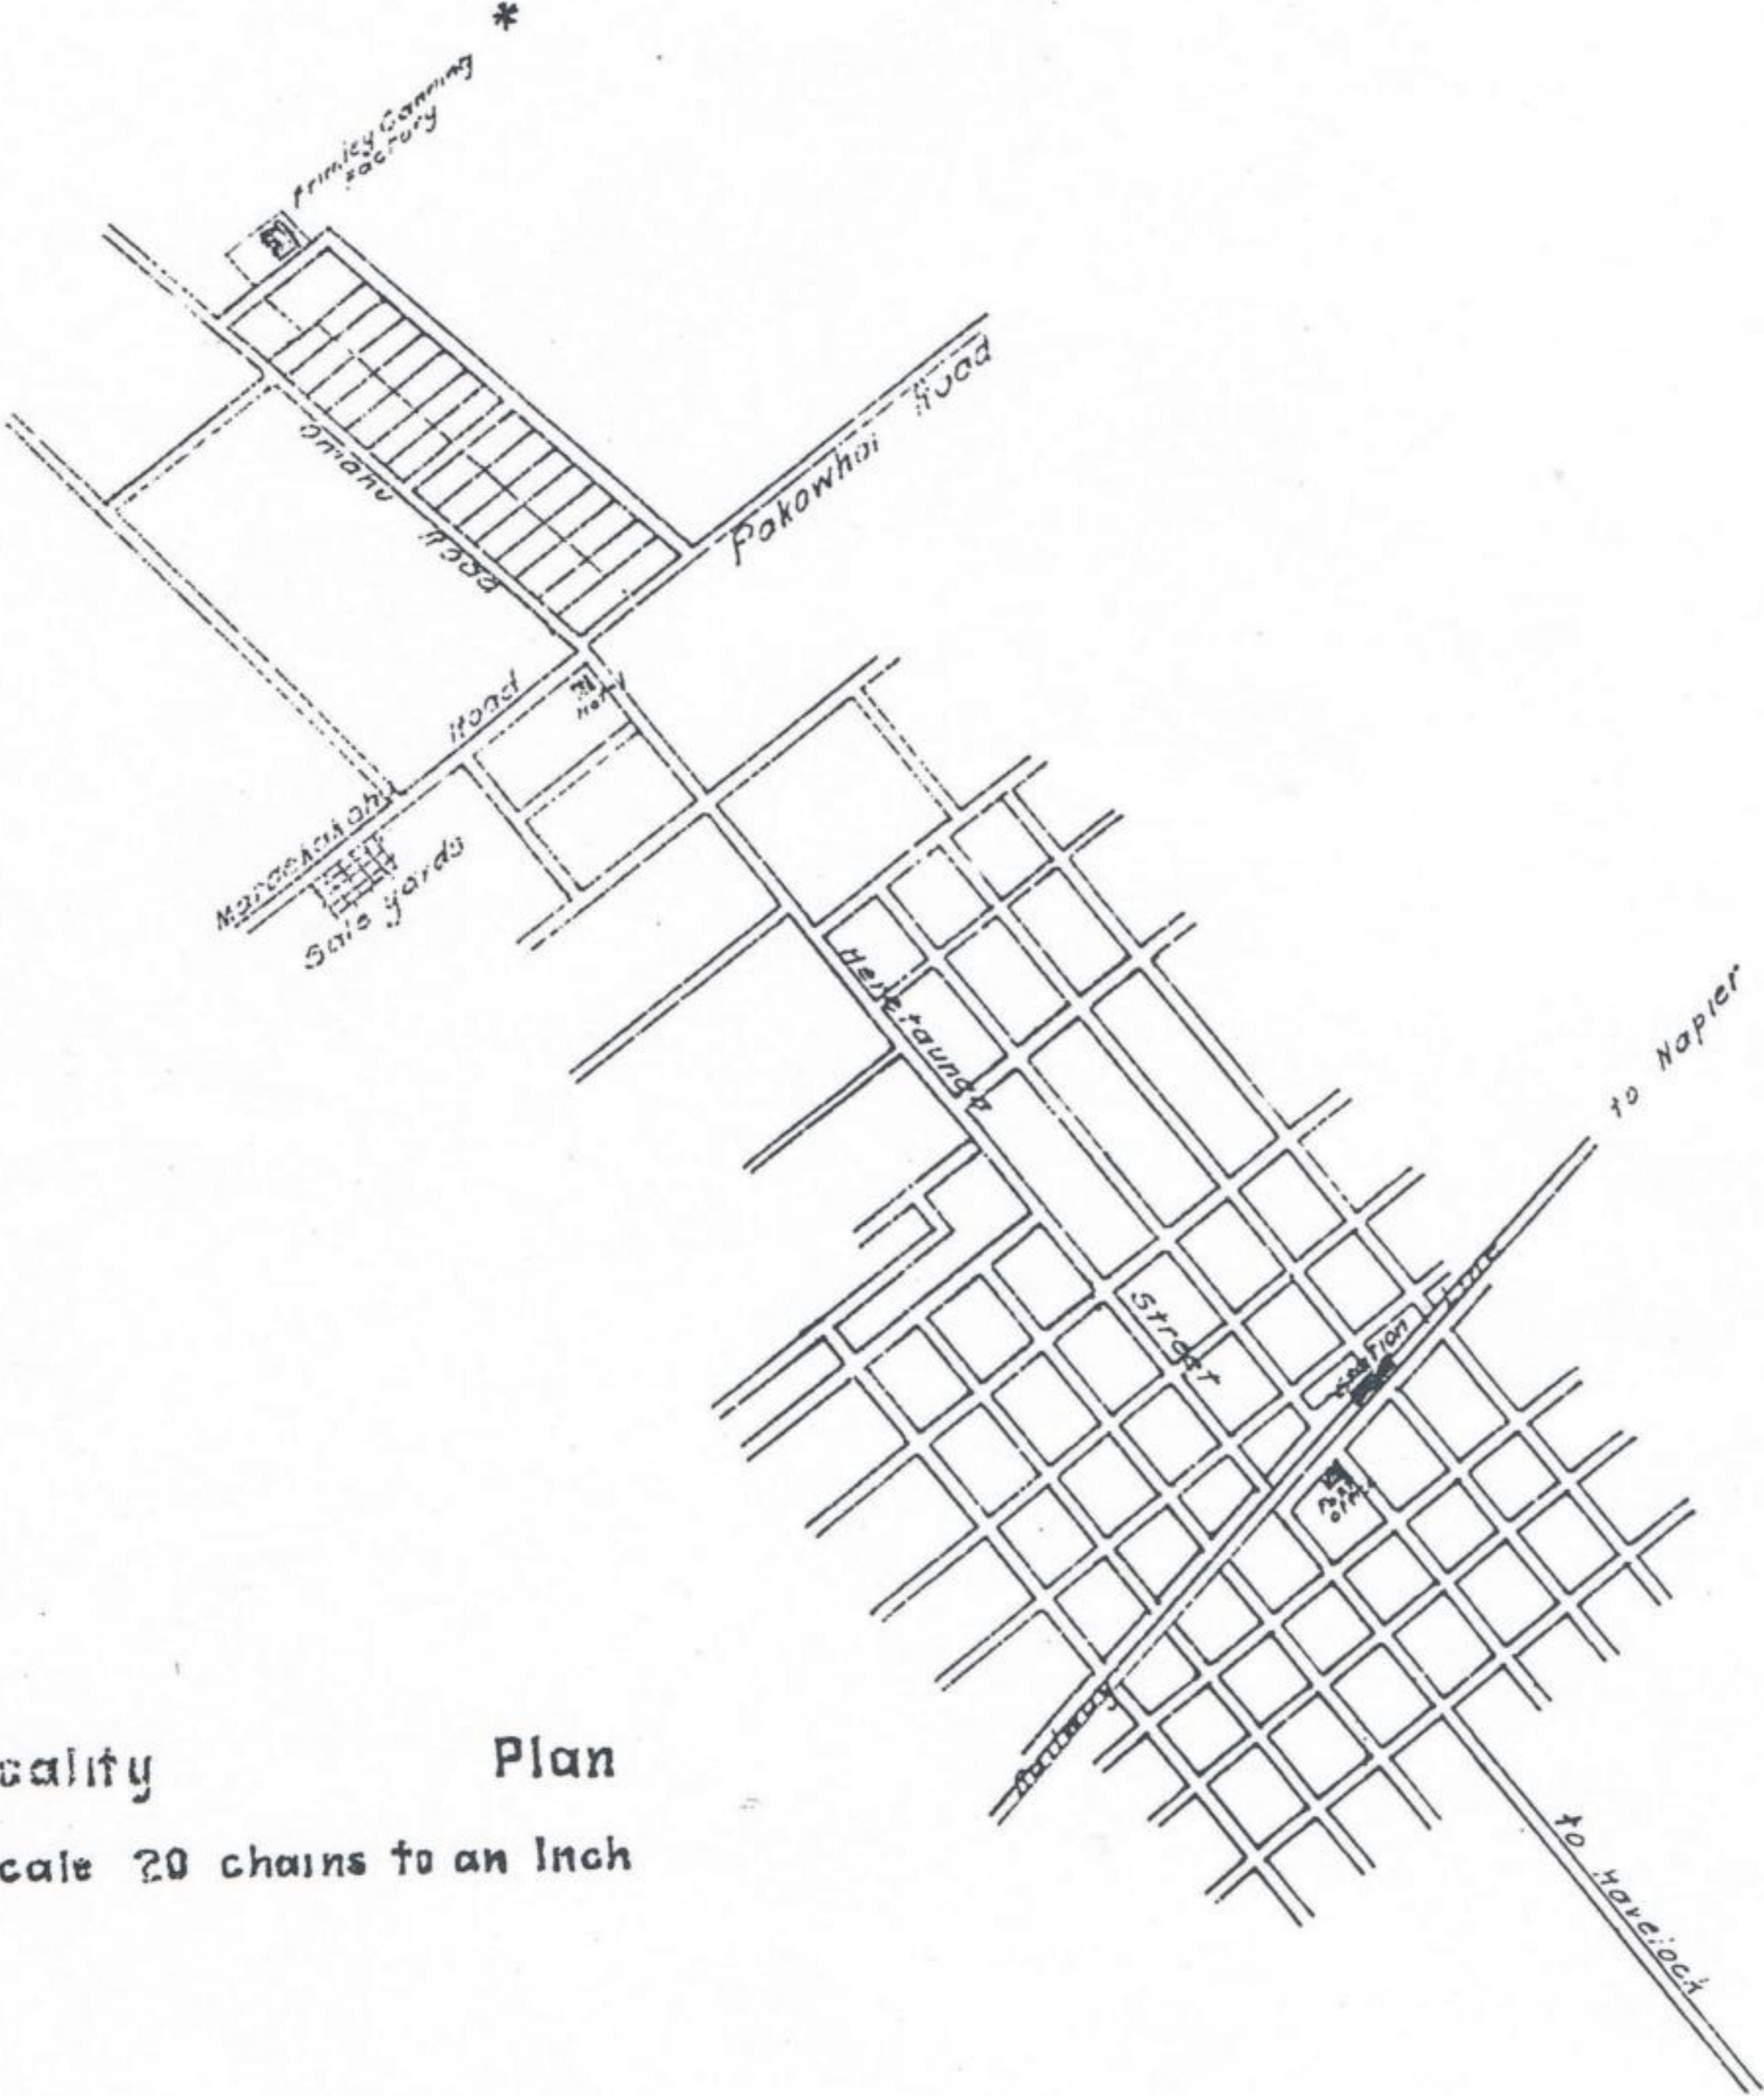 *
Frimley Canning
Factory
Pakowhai Road
Omahu Road
Hotel
Maraekakahu Road
Sale yards
Heretaunga Street
to Napier
Railway Line
Station
Post
Office
cality Plan
cale 20 chains to an Inch
to Havelock